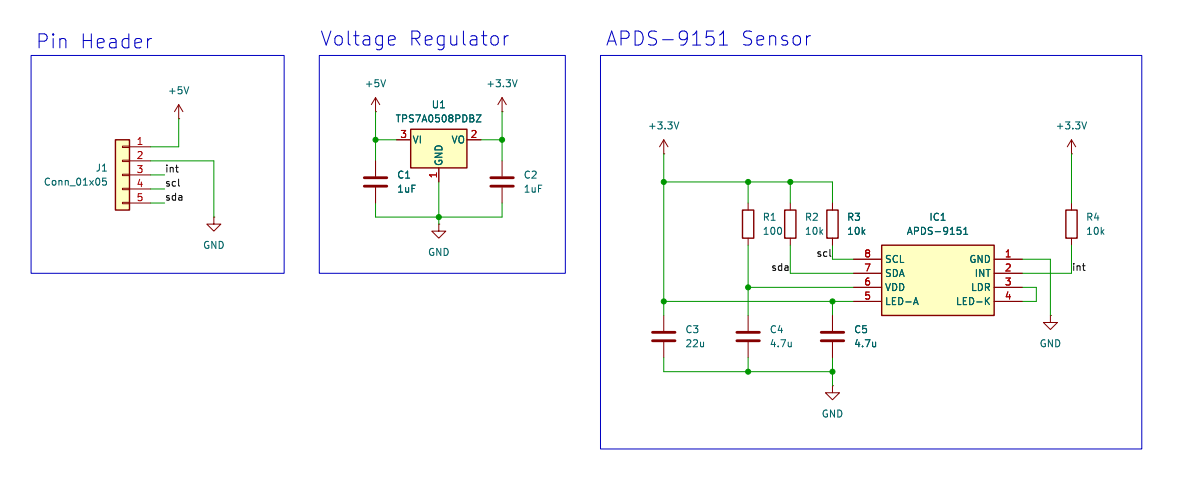 Pin Header
+5V
J1
Conn_01x05
1
2
3
4
5
int
scl
sda
GND
Voltage Regulator
+5V
+3.3V
U1
TPS7A0508PDBZ
3
VI
VO
2
GND
1
C1
1uF
C2
1uF
GND
APDS-9151 Sensor
+3.3V
+3.3V
R1
100
R2
10k
R3
10k
R4
10k
IC1
APDS-9151
scl
sda
int
8
SCL
7
SDA
6
VDD
5
LED-A
GND
1
INT
2
LDR
3
LED-K
4
C3
22u
C4
4.7u
C5
4.7u
GND
GND